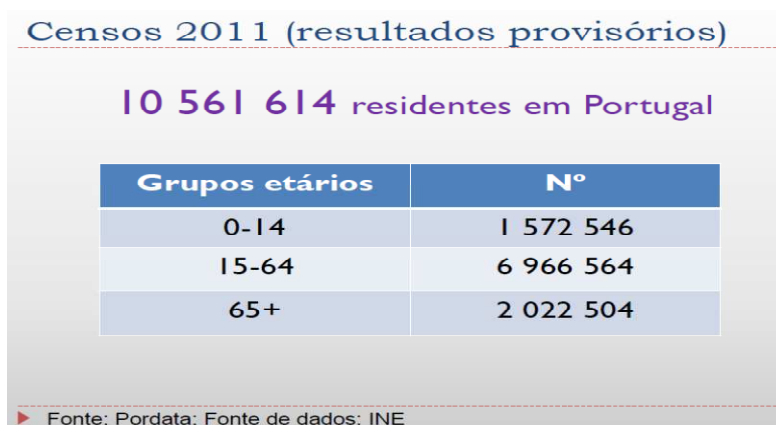 Censos 2011 (resultados provisórios)
10 561 614 residentes em Portugal
Grupos etários Nº
0-14 1 572 546
15-64 6 966 564
65+ 2 022 504
Fonte: Pordata; Fonte de dados: INE